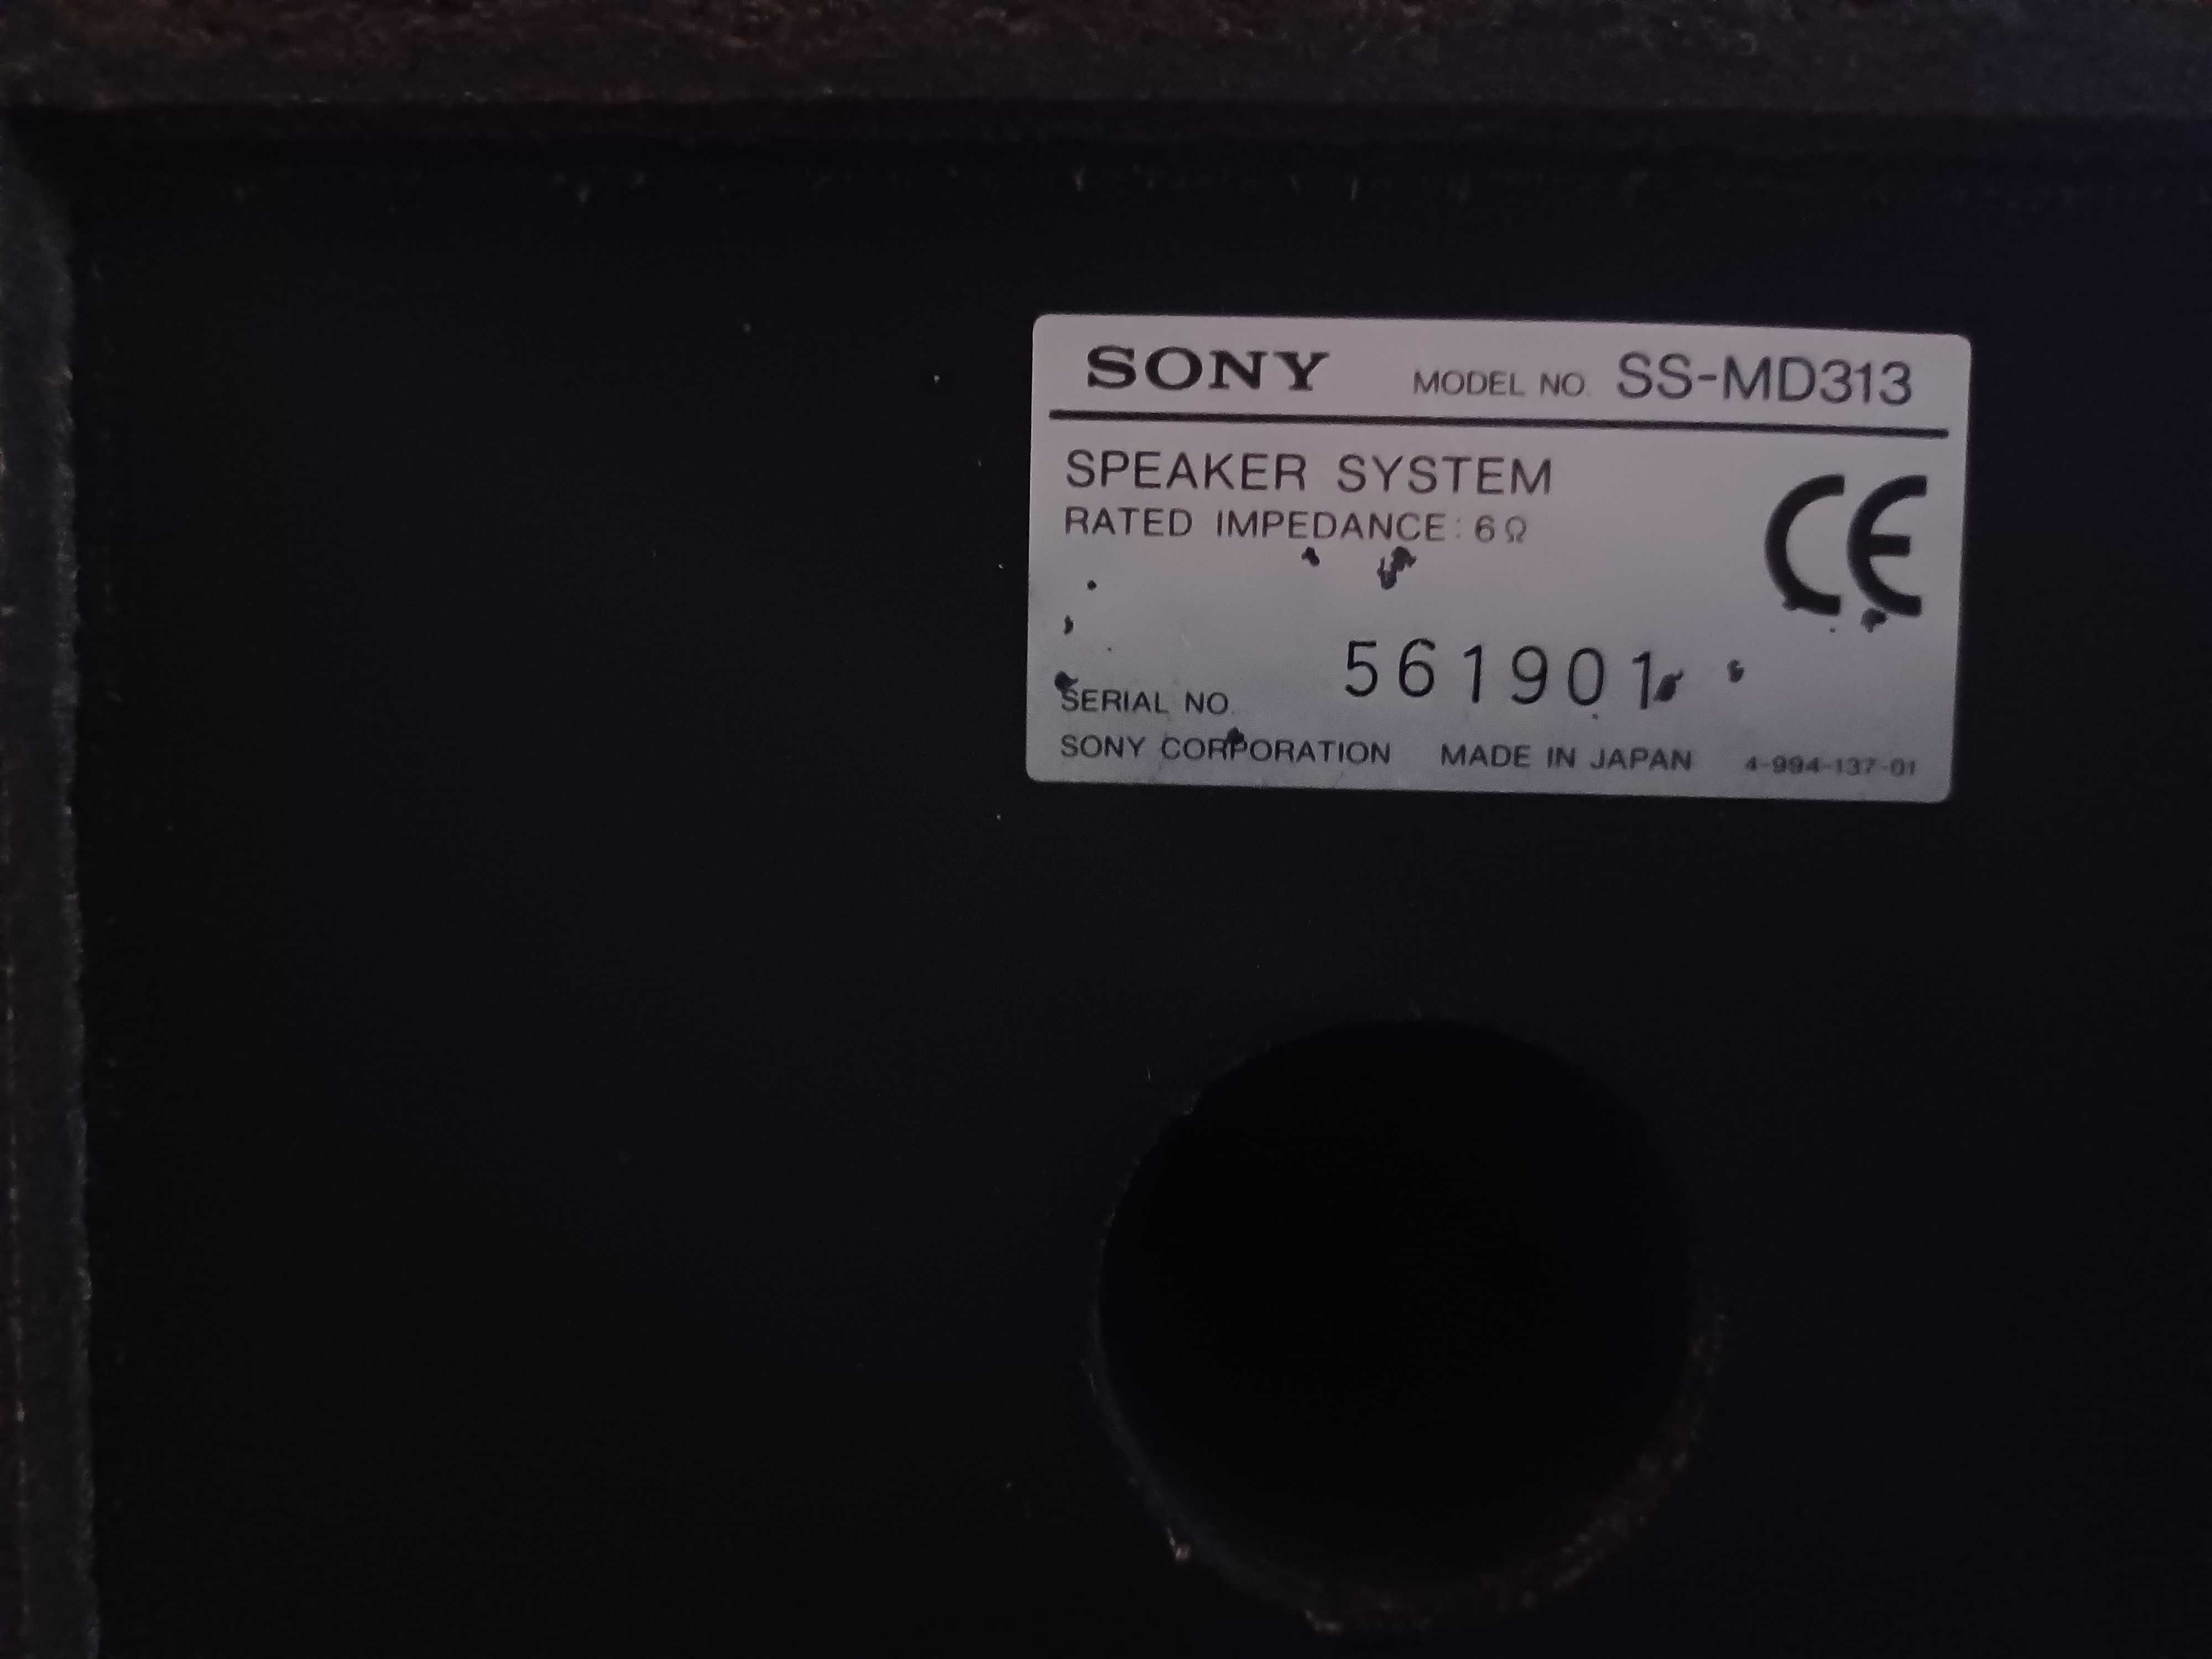 SONY MODEL NO. SS-MD313
SPEAKER SYSTEM
RATED IMPEDANCE: 6Ω
CE
SERIAL NO. 561901
SONY CORPORATION MADE IN JAPAN 4-994-137-01